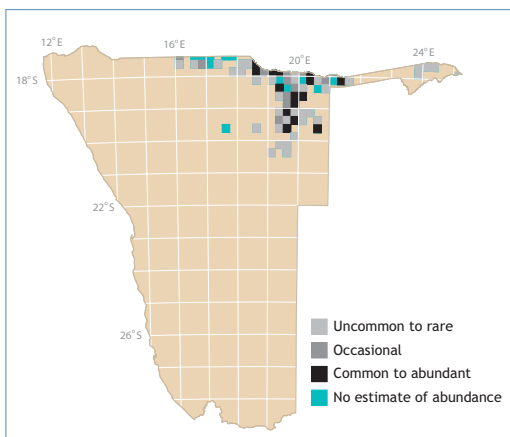 12°E
16°E
20°E
24°E
18°S
22°S
26°S
Uncommon to rare
Occasional
Common to abundant
No estimate of abundance